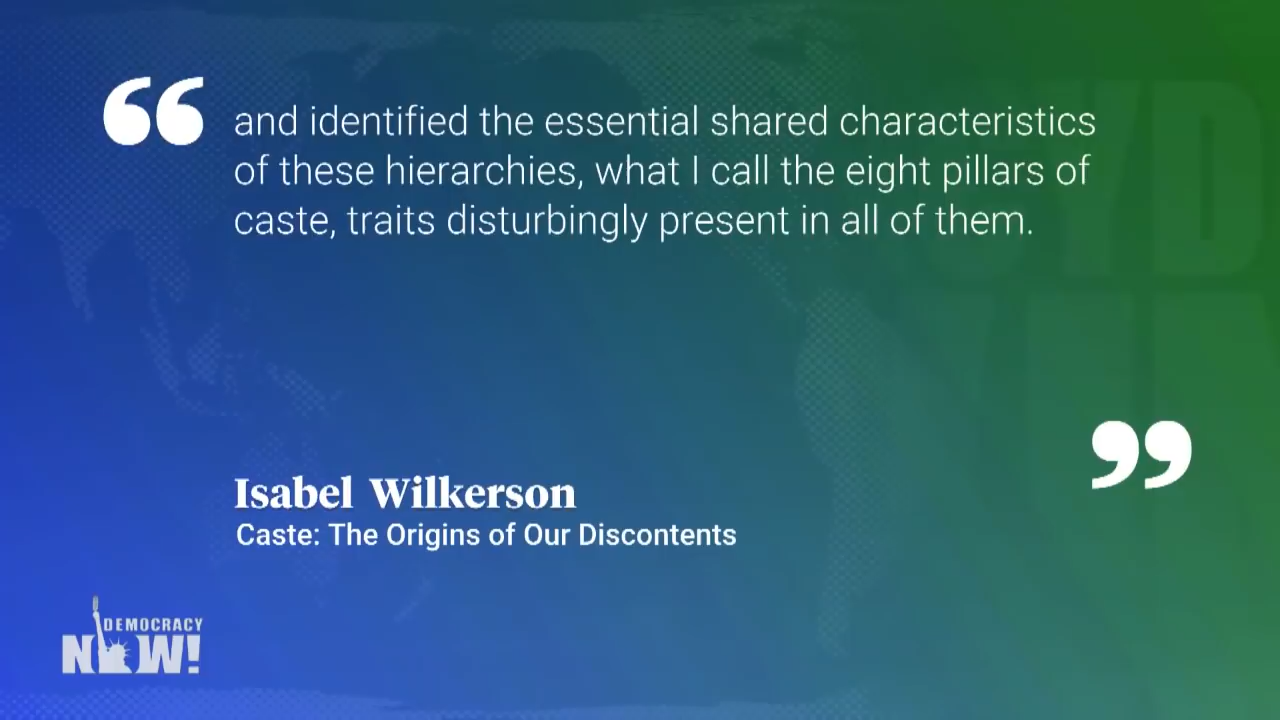 “ and identified the essential shared characteristics
of these hierarchies, what I call the eight pillars of
caste, traits disturbingly present in all of them.
”
Isabel Wilkerson
Caste: The Origins of Our Discontents
DEMOCRACY
NOW!